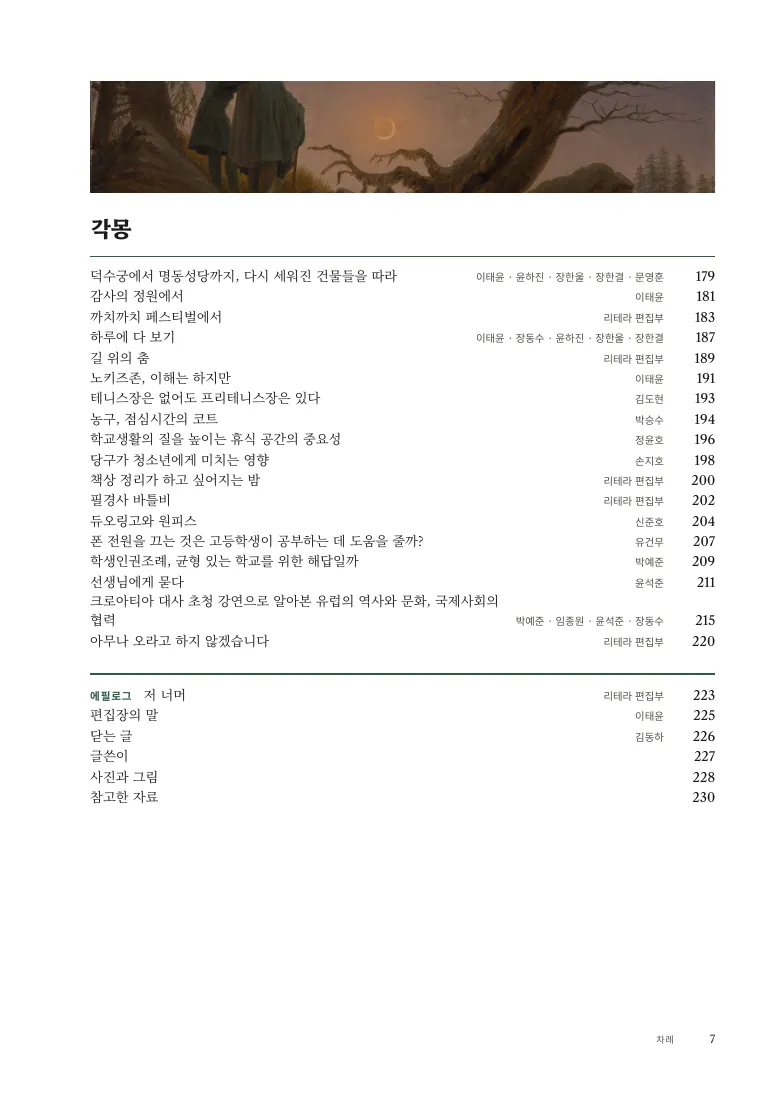 각몽
덕수궁에서 명동성당까지, 다시 세워진 건물들을 따라 이태윤 · 윤하진 · 장한울 · 장한결 · 문영훈 179
감사의 정원에서 이태윤 181
까치까치 페스티벌에서 리테라 편집부 183
하루에 다 보기 이태윤 · 장동수 · 윤하진 · 장한울 · 장한결 187
길 위의 춤 리테라 편집부 189
노키즈존, 이해는 하지만 이태윤 191
테니스장은 없어도 프리테니스장은 있다 김도현 193
농구, 점심시간의 코트 박승수 194
학교생활의 질을 높이는 휴식 공간의 중요성 정윤호 196
당구가 청소년에게 미치는 영향 손지호 198
책상 정리가 하고 싶어지는 밤 리테라 편집부 200
필경사 바틀비 리테라 편집부 202
듀오링고와 원피스 신준호 204
폰 전원을 끄는 것은 고등학생이 공부하는 데 도움을 줄까? 유건무 207
학생인권조례, 균형 있는 학교를 위한 해답일까 박예준 209
선생님에게 묻다 윤석준 211
크로아티아 대사 초청 강연으로 알아본 유럽의 역사와 문화, 국제사회의
협력 박예준 · 임종원 · 윤석준 · 장동수 215
아무나 오라고 하지 않겠습니다 리테라 편집부 220
에필로그 저 너머 리테라 편집부 223
편집장의 말 이태윤 225
닫는 글 김동하 226
글쓴이 227
사진과 그림 228
참고한 자료 230
차례 7